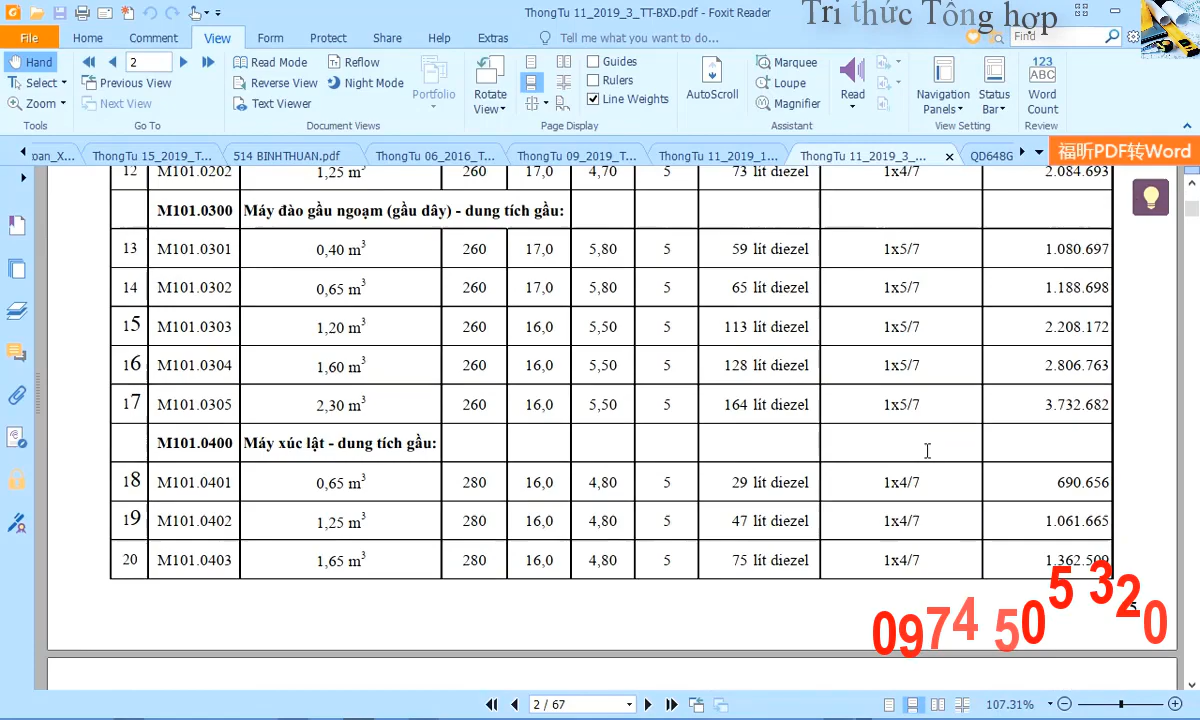 ThongTu 11_2019_3_TT-BXD.pdf - Foxit Reader
Tri thức Tổng hợp
File Home Comment View Form Protect Share Help Extras Tell me what you want to do... Find
Hand 2 Read Mode Reflow Guides Marquee
Select Previous View Reverse View Night Mode Portfolio Rotate View Rulers AutoScroll Loupe Read Navigation Panels Status Bar Word Count
Zoom Next View Text Viewer Line Weights Magnifier
Tools Go To Document Views Page Display Assistant View Setting Review
ThongTu 15_2019_T... 514 BINHTHUAN.pdf ThongTu 06_2016_T... ThongTu 09_2019_T... ThongTu 11_2019_1... ThongTu 11_2019_3_... QD648G 福昕PDF转Word
12 M101.0202 1,25 m3 260 17,0 4,70 5 73 lít diezel 1x4/7 2.084.693
M101.0300 Máy đào gầu ngoạm (gầu dây) - dung tích gầu:
13 M101.0301 0,40 m3 260 17,0 5,80 5 59 lít diezel 1x5/7 1.080.697
14 M101.0302 0,65 m3 260 17,0 5,80 5 65 lít diezel 1x5/7 1.188.698
15 M101.0303 1,20 m3 260 16,0 5,50 5 113 lít diezel 1x5/7 2.208.172
16 M101.0304 1,60 m3 260 16,0 5,50 5 128 lít diezel 1x5/7 2.806.763
17 M101.0305 2,30 m3 260 16,0 5,50 5 164 lít diezel 1x5/7 3.732.682
M101.0400 Máy xúc lật - dung tích gầu:
18 M101.0401 0,65 m3 280 16,0 4,80 5 29 lít diezel 1x4/7 690.656
19 M101.0402 1,25 m3 280 16,0 4,80 5 47 lít diezel 1x4/7 1.061.665
20 M101.0403 1,65 m3 280 16,0 4,80 5 75 lít diezel 1x4/7 1.362.509
0974 505 320
2 / 67 107.31%